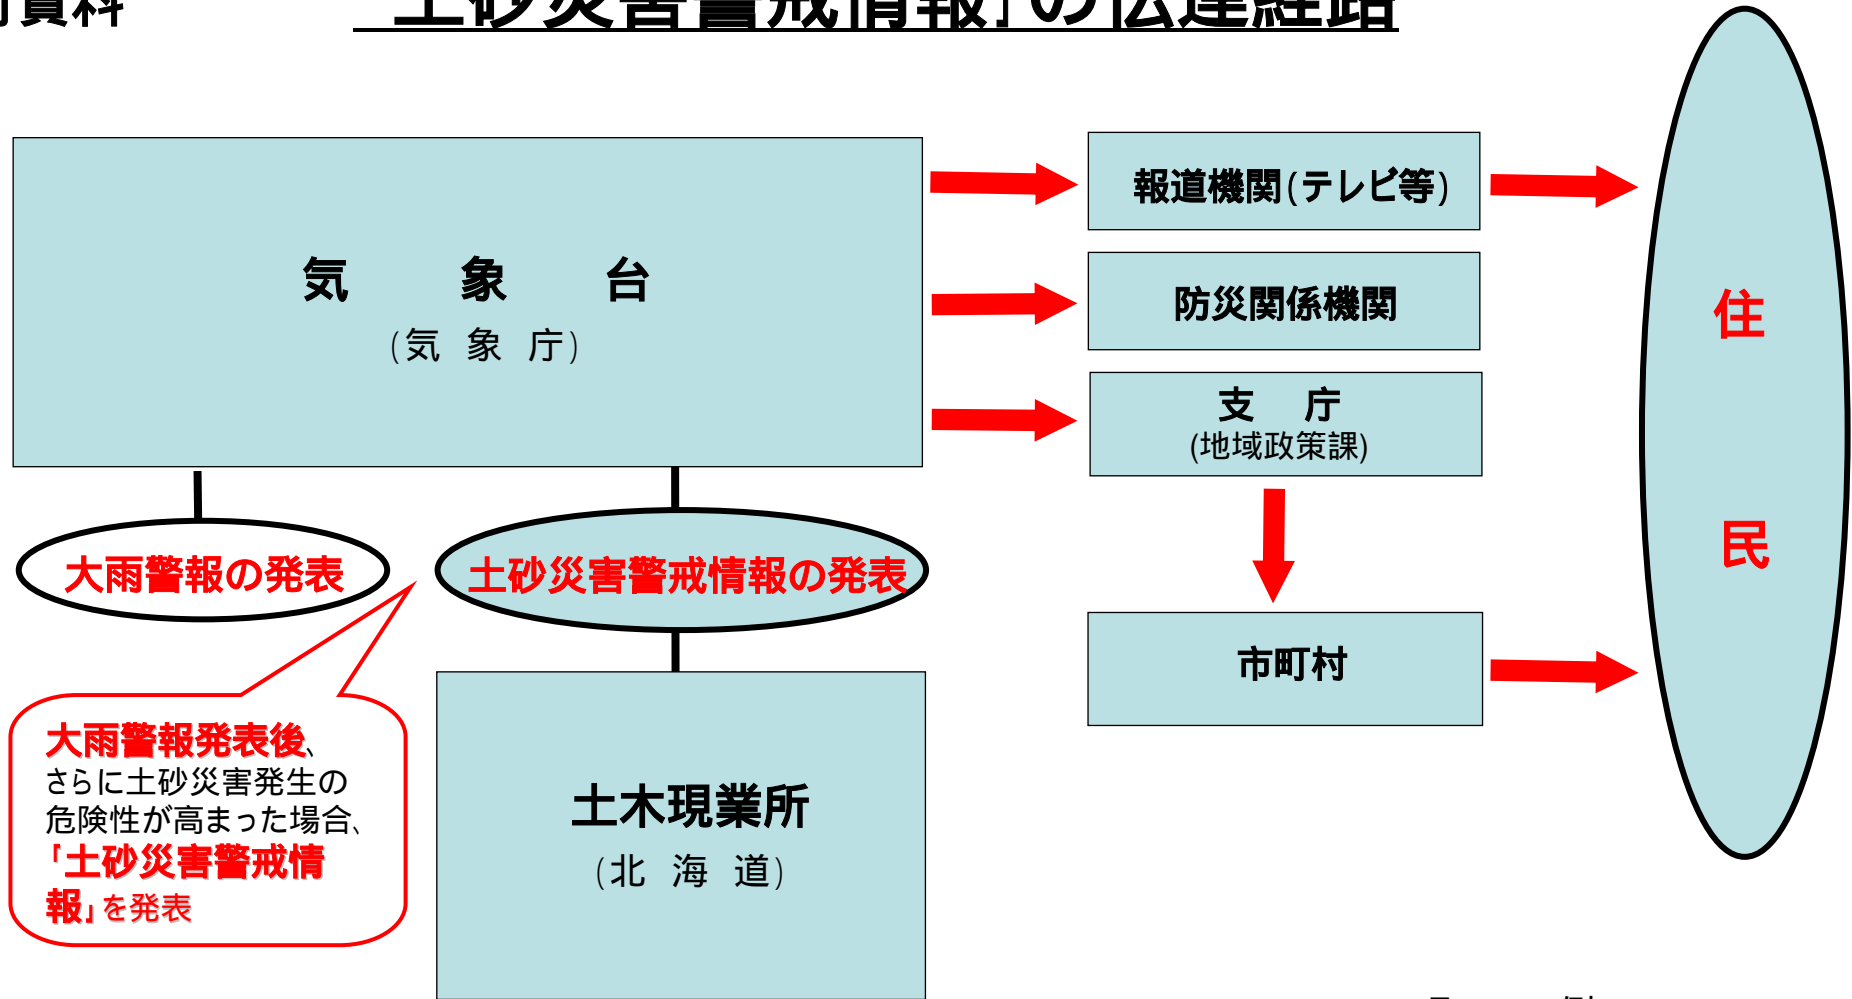 資料
土砂災害警戒情報」の伝達経路
気 象 台
(気 象 庁)
報道機関(テレビ等)
防災関係機関
支 庁
(地域政策課)
市町村
住
民
大雨警報の発表
土砂災害警戒情報の発表
大雨警報発表後、
さらに土砂災害発生の
危険性が高まった場合、
「土砂災害警戒情
報」を発表
土木現業所
(北 海 道)